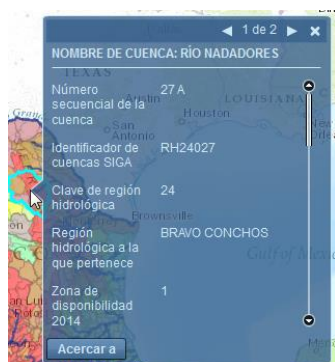 1 de 2
NOMBRE DE CUENCA: RÍO NADADORES
Número 27 A
secuencial de la
cuenca
Identificador de RH24027
cuencas SIGA
Clave de región 24
hidrológica
Región BRAVO CONCHOS
hidrológica a la
que pertenece
Zona de 1
disponibilidad
2014
Acercar a
TEXAS
Austin
LOUISIANA
Houston
San
Antonio
Brownsville
Gulf of